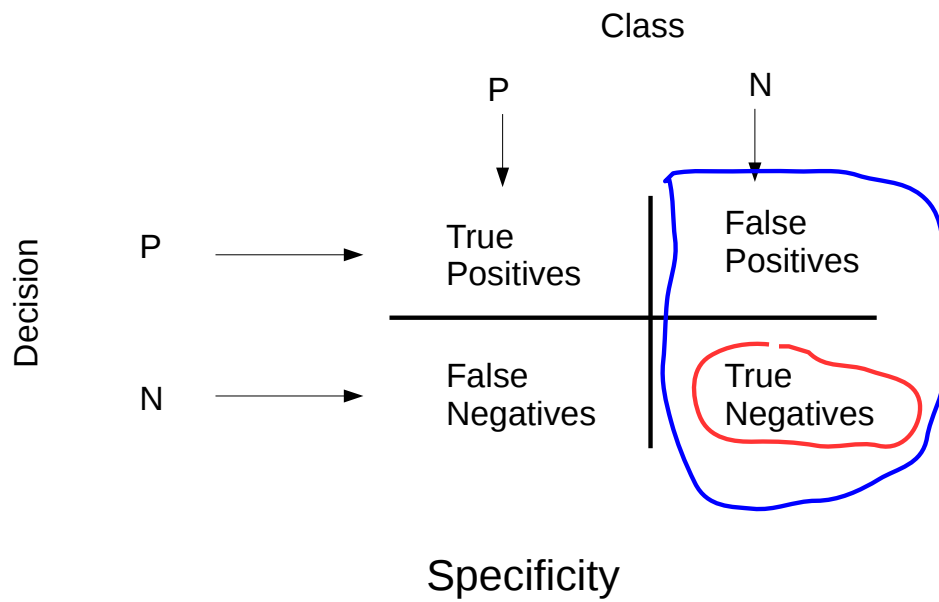 Class
P
N
Decision
P
True
Positives
False
Positives
N
False
Negatives
True
Negatives
Specificity